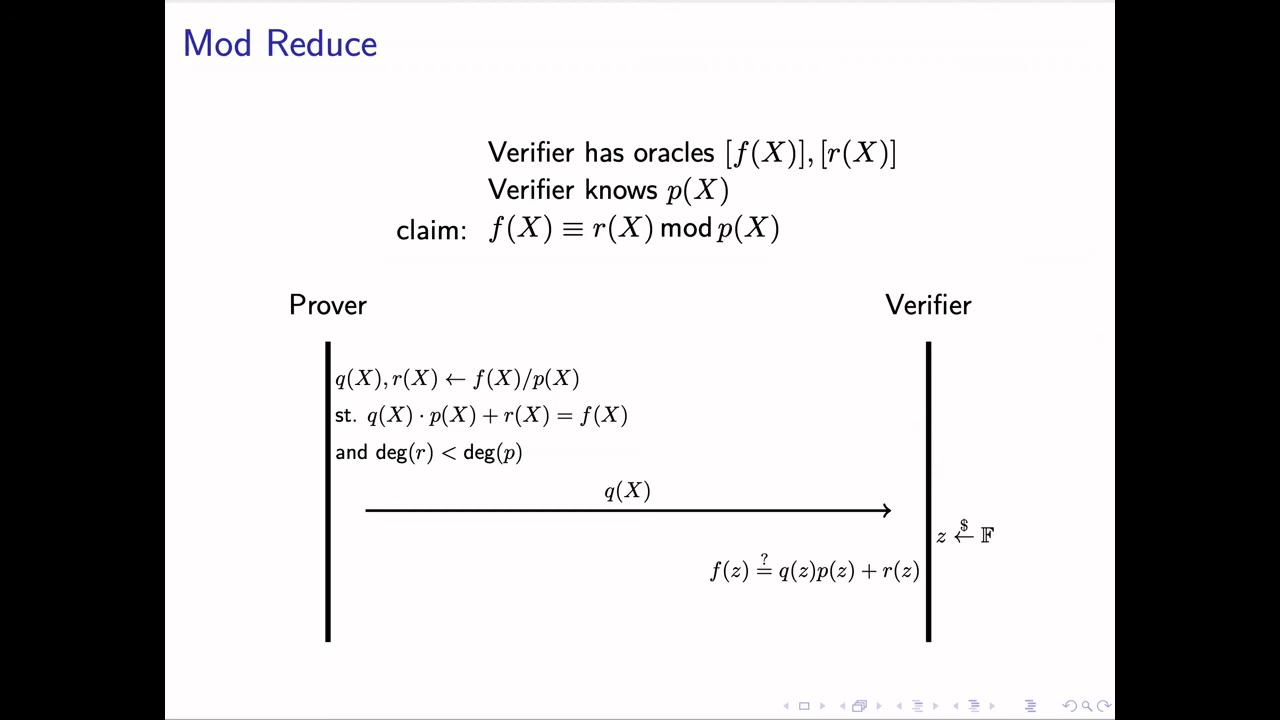 Mod Reduce
Verifier has oracles [f(X)], [r(X)]
Verifier knows p(X)
claim: f(X) ≡ r(X) mod p(X)
Prover
Verifier
q(X), r(X) ← f(X)/p(X)
st. q(X) · p(X) + r(X) = f(X)
and deg(r) < deg(p)
q(X)
z $← 𝔽
f(z) ?= q(z)p(z) + r(z)